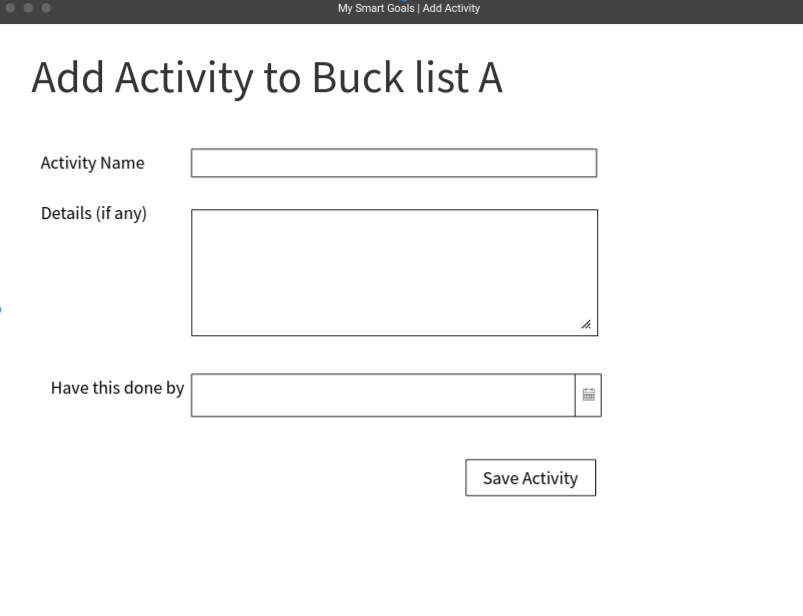 My Smart Goals | Add Activity
Add Activity to Buck list A
Activity Name
Details (if any)
Have this done by
Save Activity